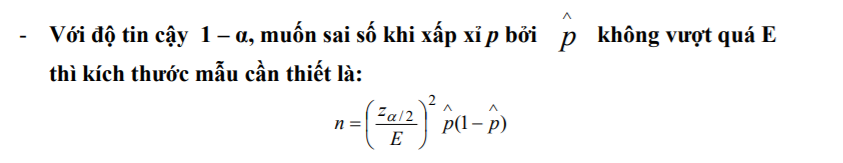 - Với độ tin cậy 1 – α, muốn sai số khi xấp xỉ p bởi p̂ không vượt quá E
thì kích thước mẫu cần thiết là:
n = (z_{α/2} / E)² p̂(1 − p̂)